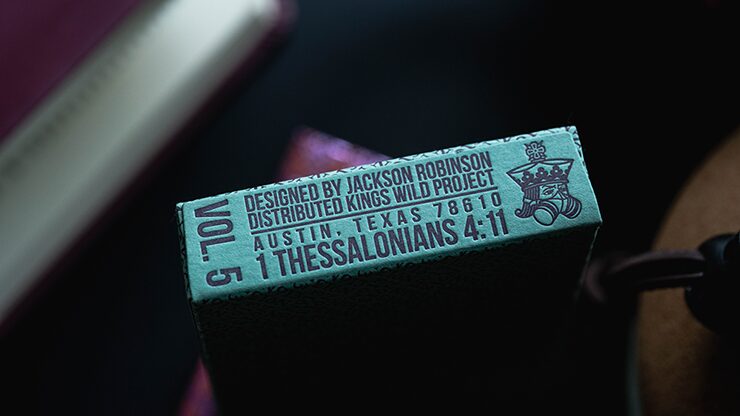 VOL. 5
DESIGNED BY JACKSON ROBINSON
DISTRIBUTED KINGS WILD PROJECT
AUSTIN, TEXAS 78610
1 THESSALONIANS 4:11